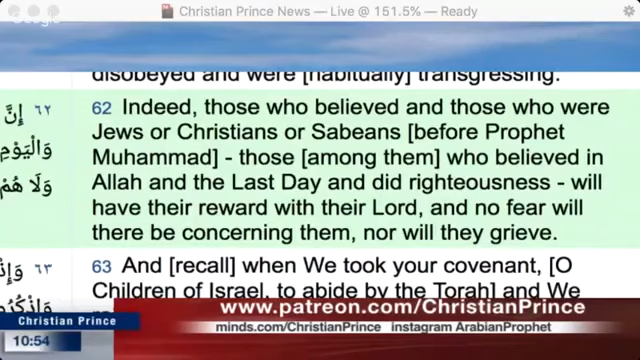 Christian Prince News — Live @ 151.5% — Ready
disobeyed and were [habitually] transgressing.
62 Indeed, those who believed and those who were
Jews or Christians or Sabeans [before Prophet
Muhammad] - those [among them] who believed in
Allah and the Last Day and did righteousness - will
have their reward with their Lord, and no fear will
there be concerning them, nor will they grieve.
٦٢ إِنَّ
وَالْيَوْمِ
وَلَا هُمْ
63 And [recall] when We took your covenant, [O
Children of Israel, to abide by the Torah] and We
٦٣ وَإِذْ
وَاذْكُرُو
www.patreon.com/ChristianPrince
Christian Prince
minds.com/ChristianPrince instagram ArabianProphet
10:54